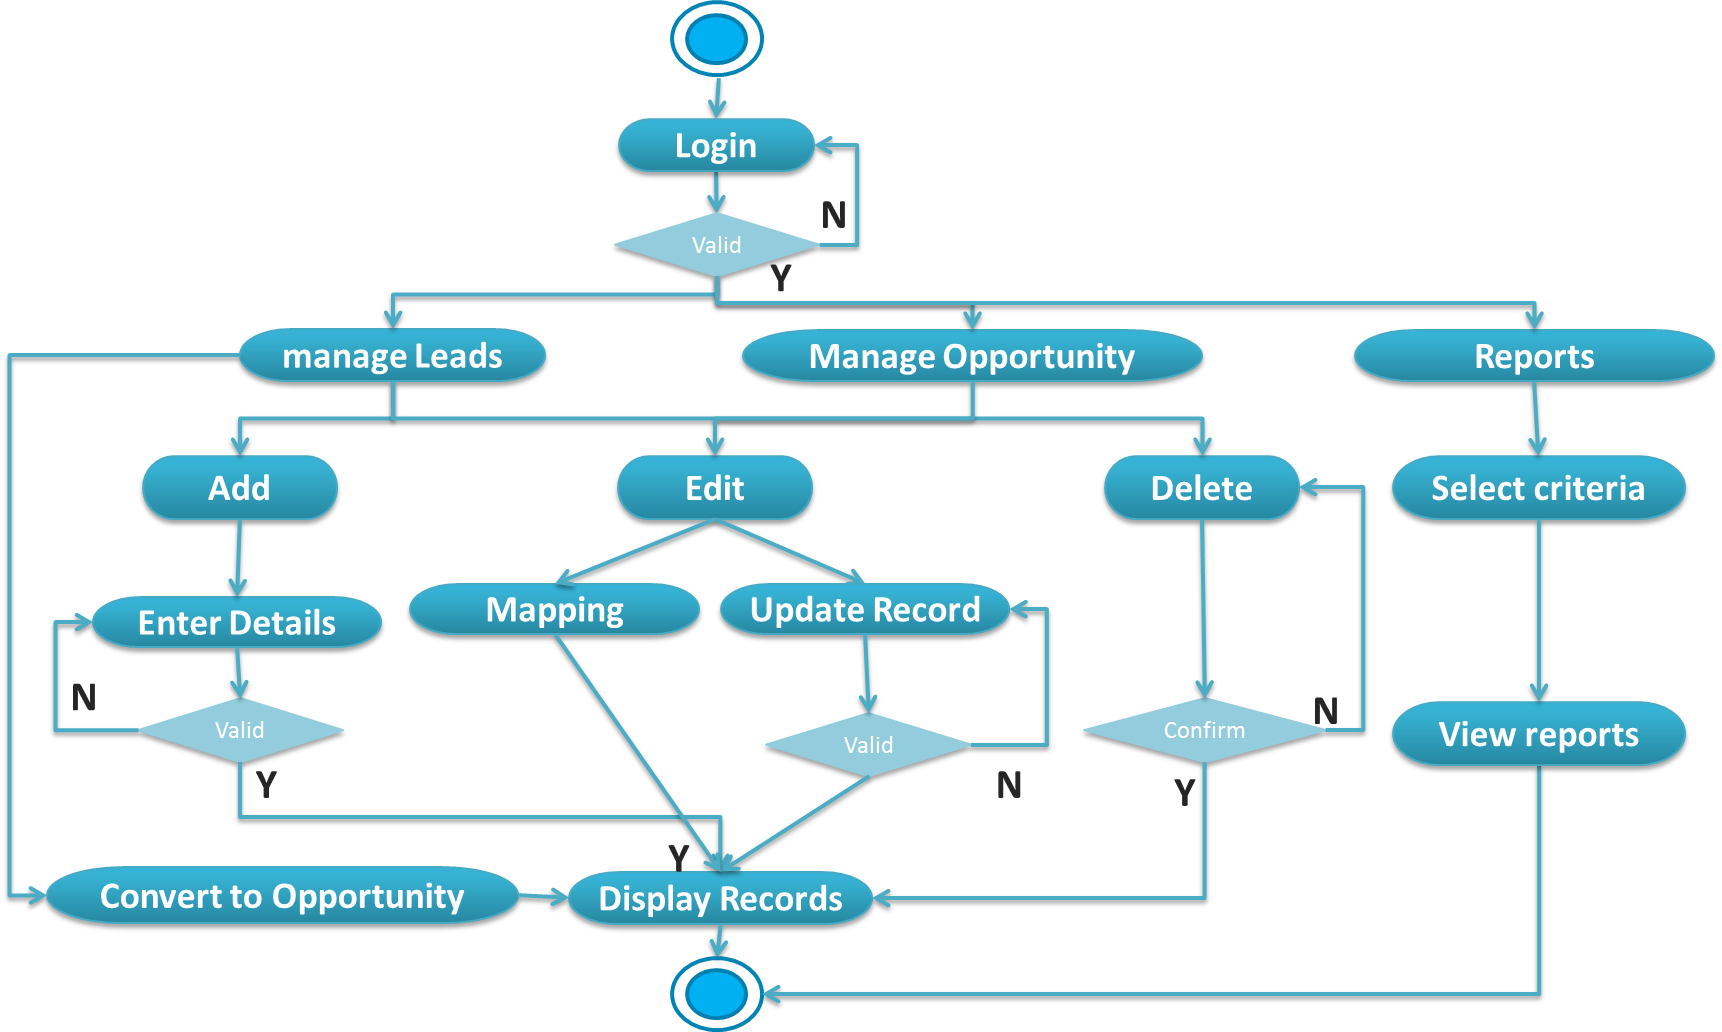 Login
N
Valid
Y
manage Leads
Manage Opportunity
Reports
Add
Edit
Delete
Select criteria
Enter Details
Mapping
Update Record
N
Valid
Y
Valid
N
Confirm
N
Y
View reports
Y
Convert to Opportunity
Display Records